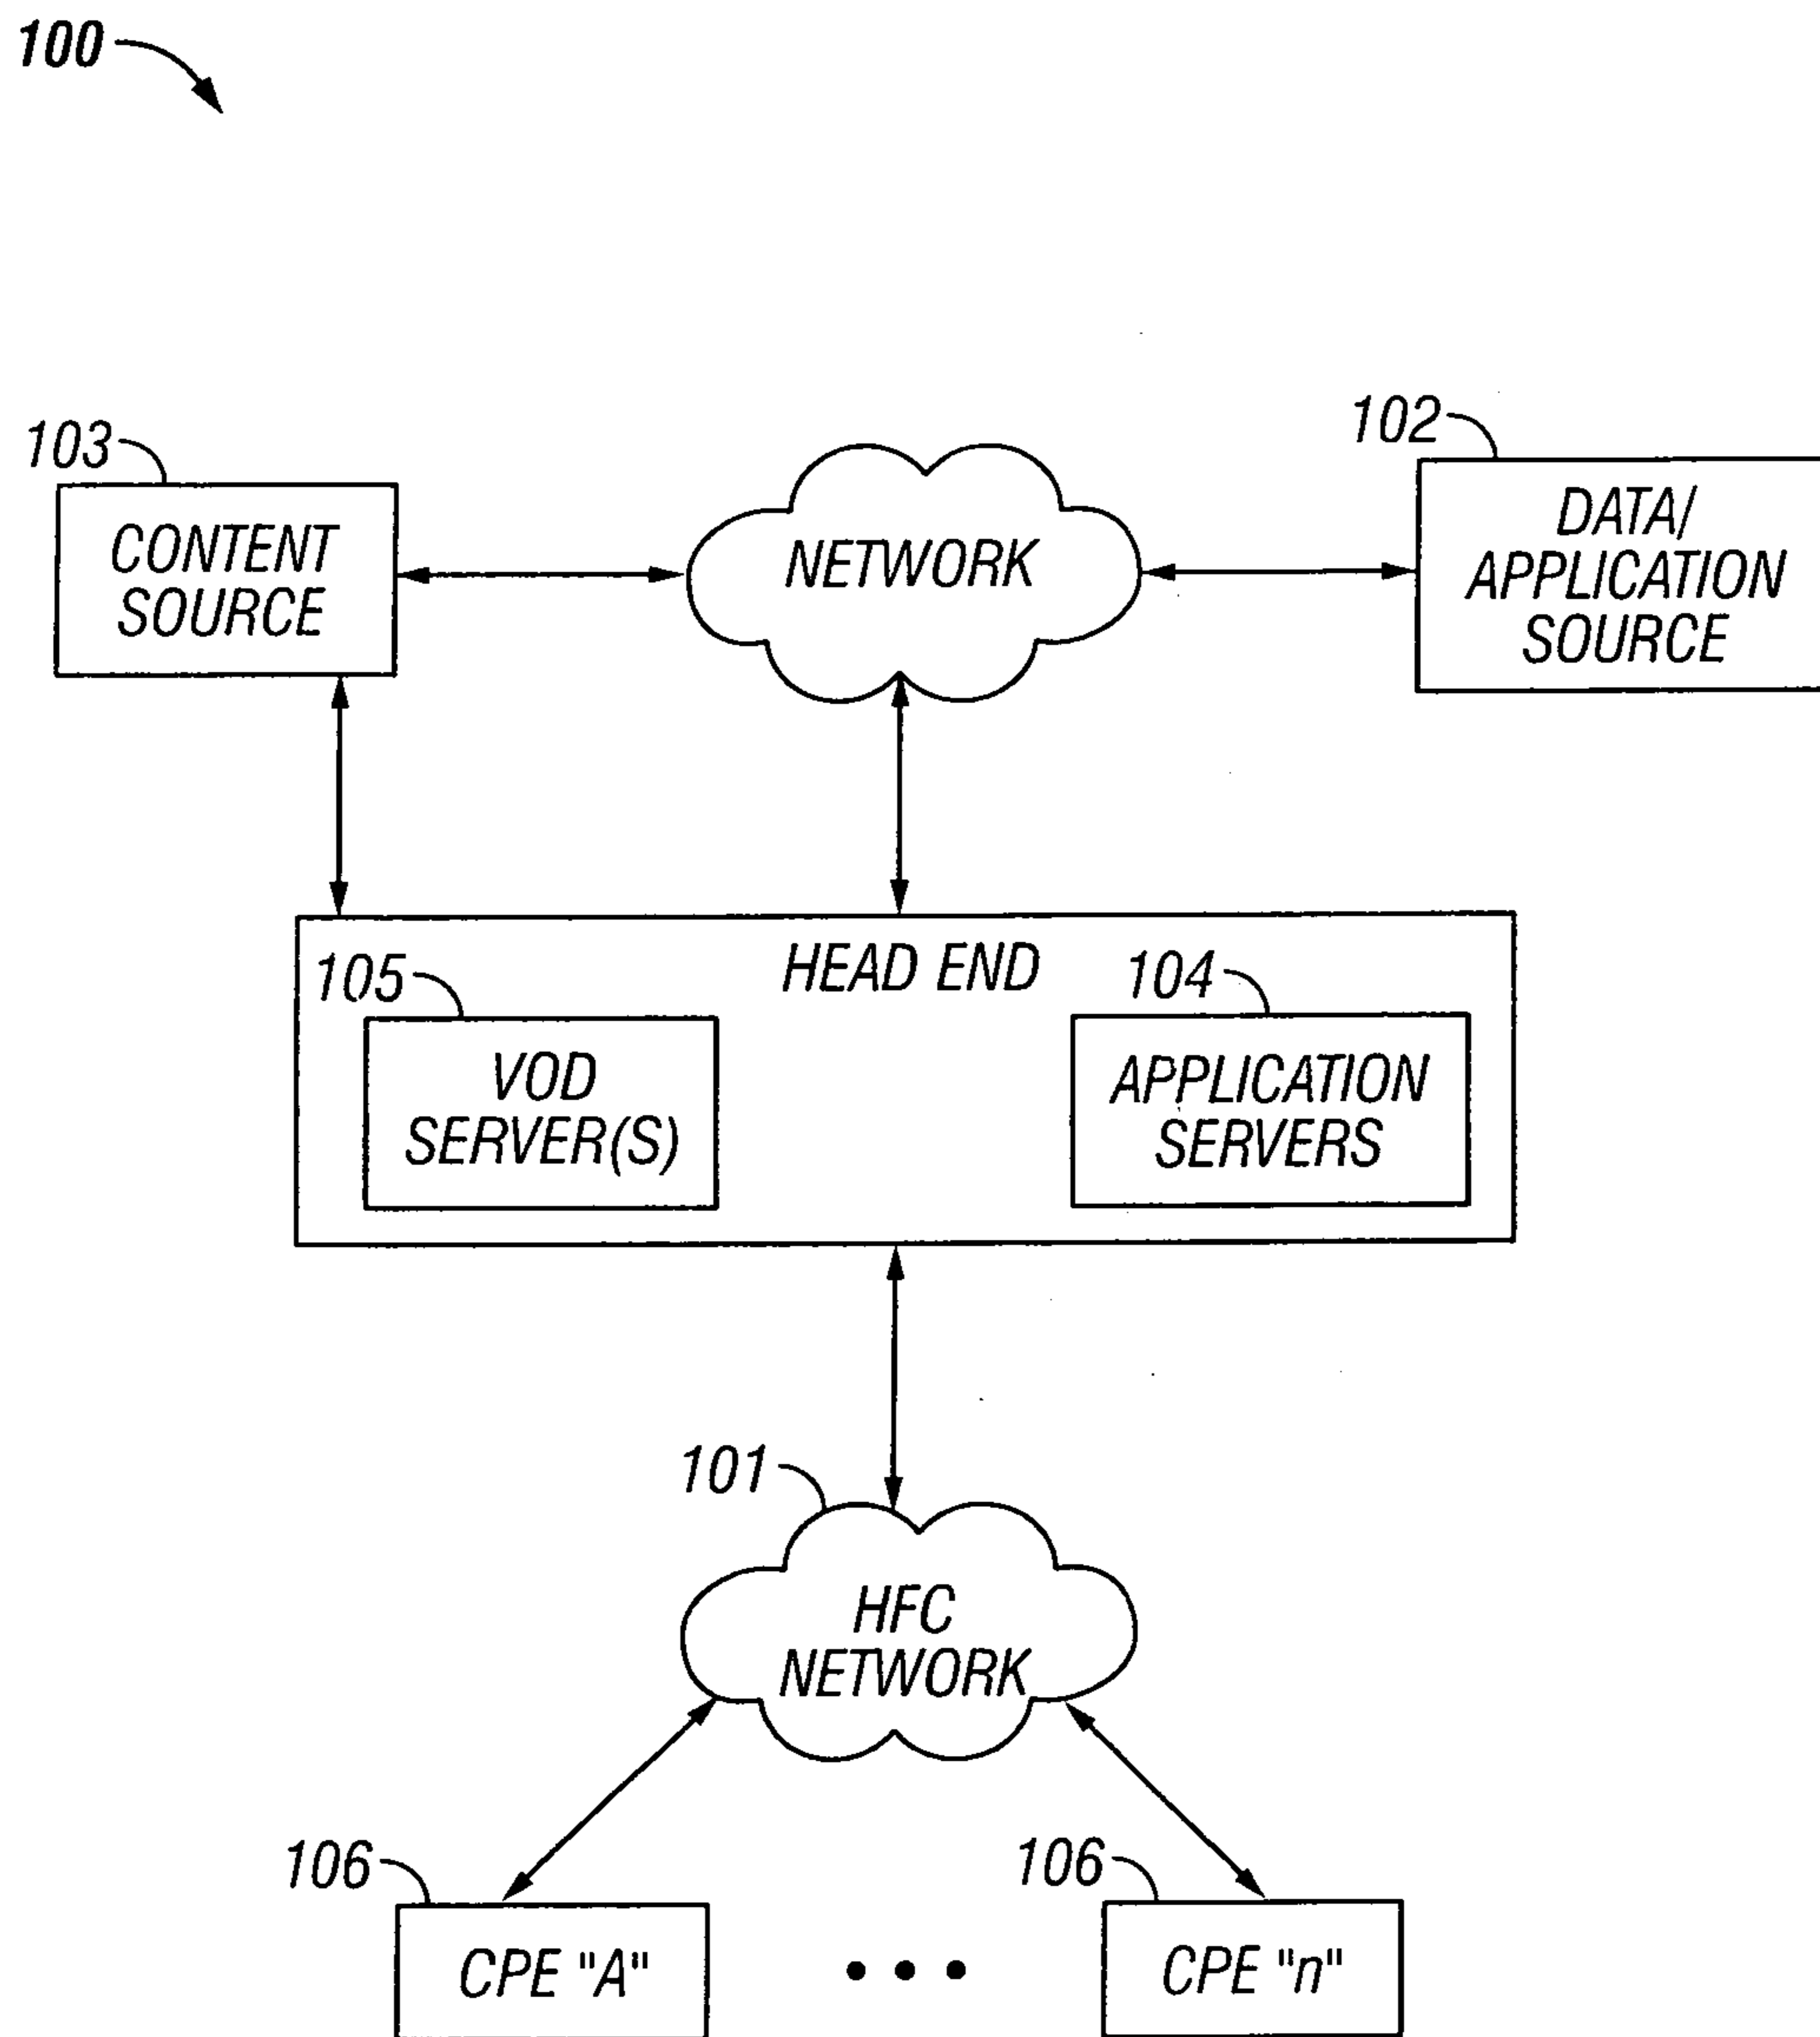 100
103
CONTENT
SOURCE
NETWORK
102
DATA/
APPLICATION
SOURCE
HEAD END
105
VOD
SERVER(S)
104
APPLICATION
SERVERS
101
HFC
NETWORK
106
CPE "A"
106
CPE "n"